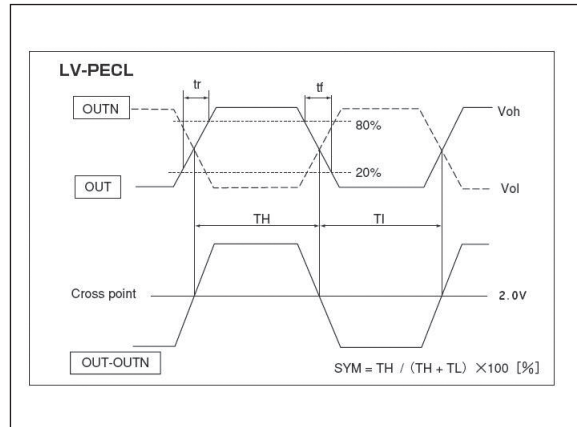 LV-PECL
tr
tf
OUTN
Voh
80%
20%
OUT
Vol
TH
Tl
Cross point
2.0V
OUT-OUTN
SYM = TH / (TH + TL) ×100 [%]